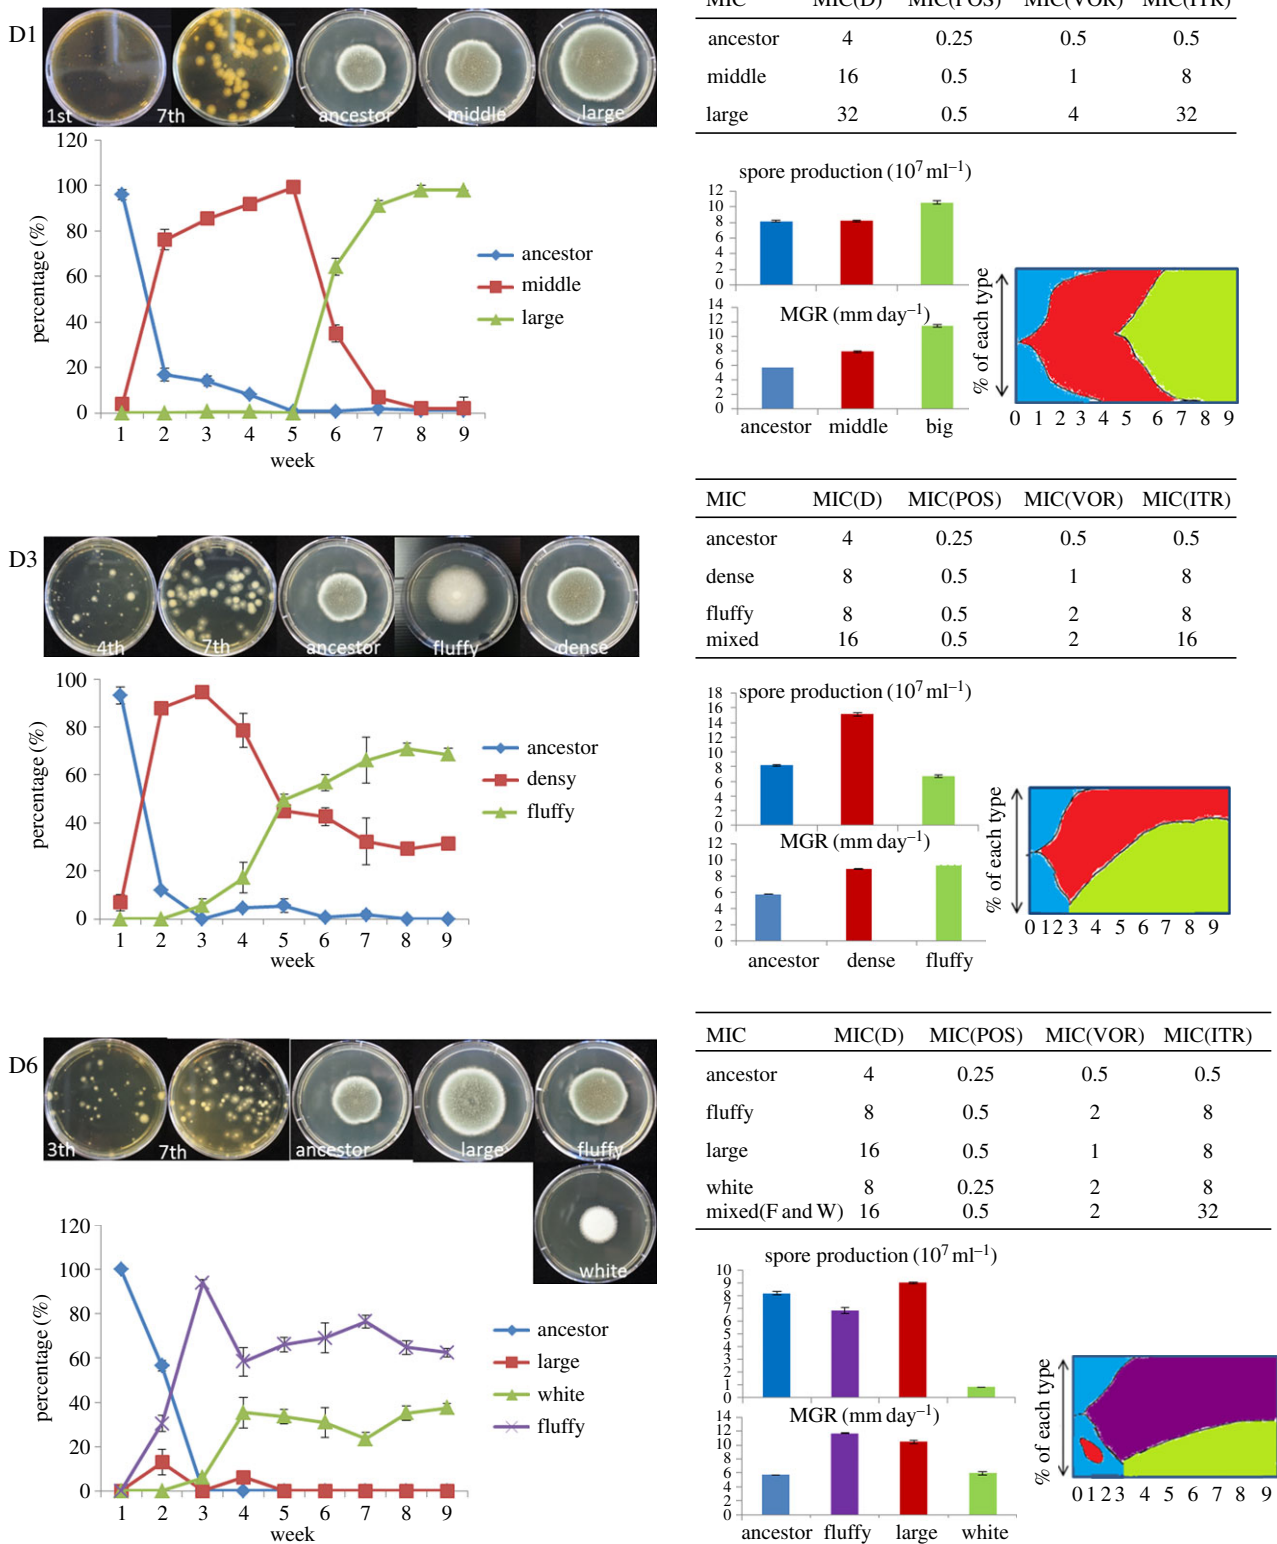 MIC MIC(D) MIC(POS) MIC(VOR) MIC(ITR)
D1
1st 7th ancestor middle large
ancestor 4 0.25 0.5 0.5
middle 16 0.5 1 8
large 32 0.5 4 32
120
100
80
60
40
20
0
percentage (%)
1 2 3 4 5 6 7 8 9
week
ancestor
middle
large
spore production (10⁷ ml⁻¹)
12
10
8
6
4
2
0
MGR (mm day⁻¹)
14
12
10
8
6
4
2
0
ancestor middle big
% of each type
0 1 2 3 4 5 6 7 8 9
D3
4th 7th ancestor fluffy dense
MIC MIC(D) MIC(POS) MIC(VOR) MIC(ITR)
ancestor 4 0.25 0.5 0.5
dense 8 0.5 1 8
fluffy 8 0.5 2 8
mixed 16 0.5 2 16
100
80
60
40
20
0
percentage (%)
1 2 3 4 5 6 7 8 9
week
ancestor
densy
fluffy
spore production (10⁷ ml⁻¹)
18
16
14
12
10
8
6
4
2
0
MGR (mm day⁻¹)
12
10
8
6
4
2
0
ancestor dense fluffy
% of each type
0 1 2 3 4 5 6 7 8 9
D6
3th 7th ancestor large fluffy
white
MIC MIC(D) MIC(POS) MIC(VOR) MIC(ITR)
ancestor 4 0.25 0.5 0.5
fluffy 8 0.5 2 8
large 16 0.5 1 8
white 8 0.25 2 8
mixed(F and W) 16 0.5 2 32
120
100
80
60
40
20
0
percentage (%)
1 2 3 4 5 6 7 8 9
week
ancestor
large
white
fluffy
spore production (10⁷ ml⁻¹)
10
9
8
7
6
5
4
3
2
1
0
MGR (mm day⁻¹)
14
12
10
8
6
4
2
0
ancestor fluffy large white
% of each type
0 1 2 3 4 5 6 7 8 9